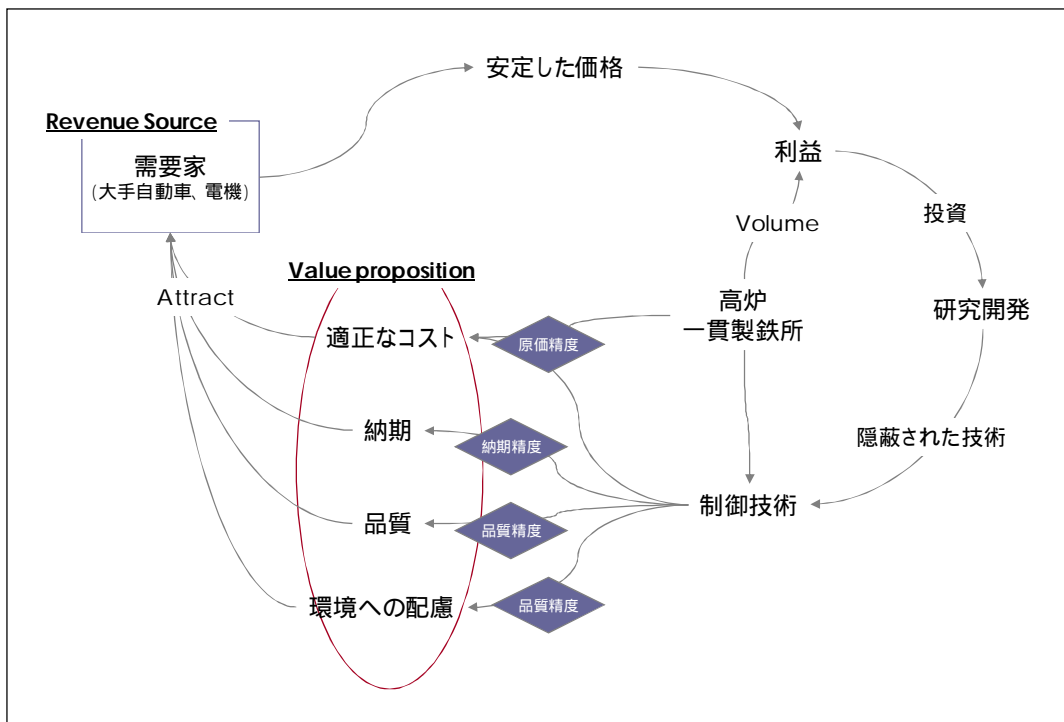 安定した価格
Revenue Source
需要家
(大手自動車、電機)
利益
投資
Volume
Value proposition
Attract
高炉
一貫製鉄所
研究開発
適正なコスト
原価精度
納期
納期精度
隠蔽された技術
制御技術
品質
品質精度
環境への配慮
品質精度